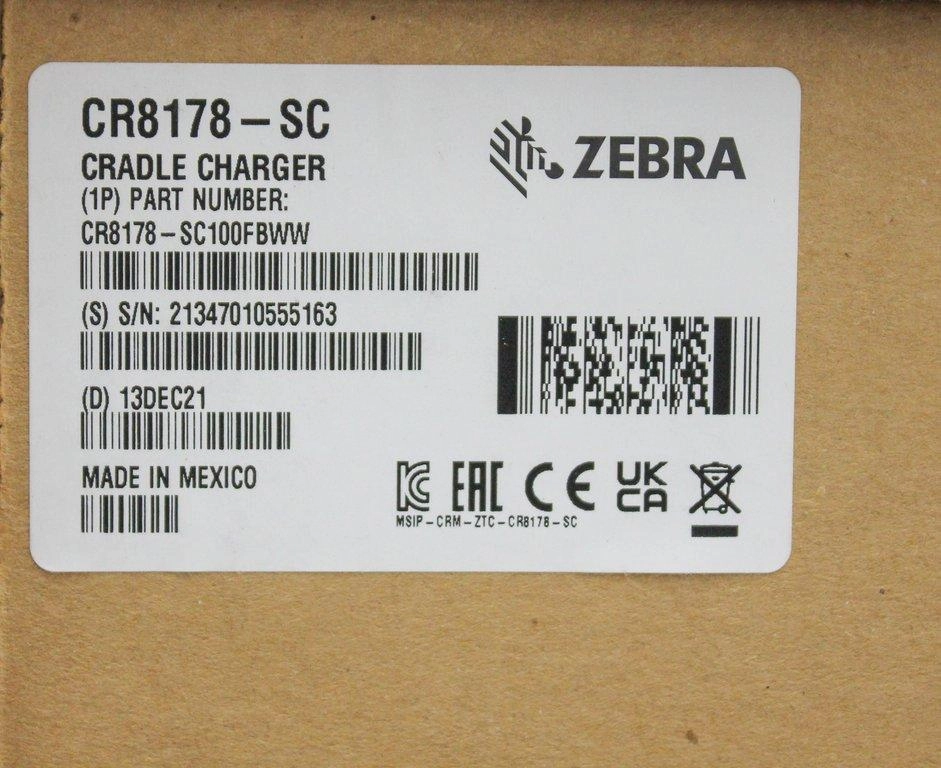 CR8178-SC
CRADLE CHARGER
(1P) PART NUMBER:
CR8178-SC100FBWW
(S) S/N: 21347010555163
(D) 13DEC21
MADE IN MEXICO
ZEBRA
EAC CE UK CA
MSIP-CRM-ZTC-CR8178-SC